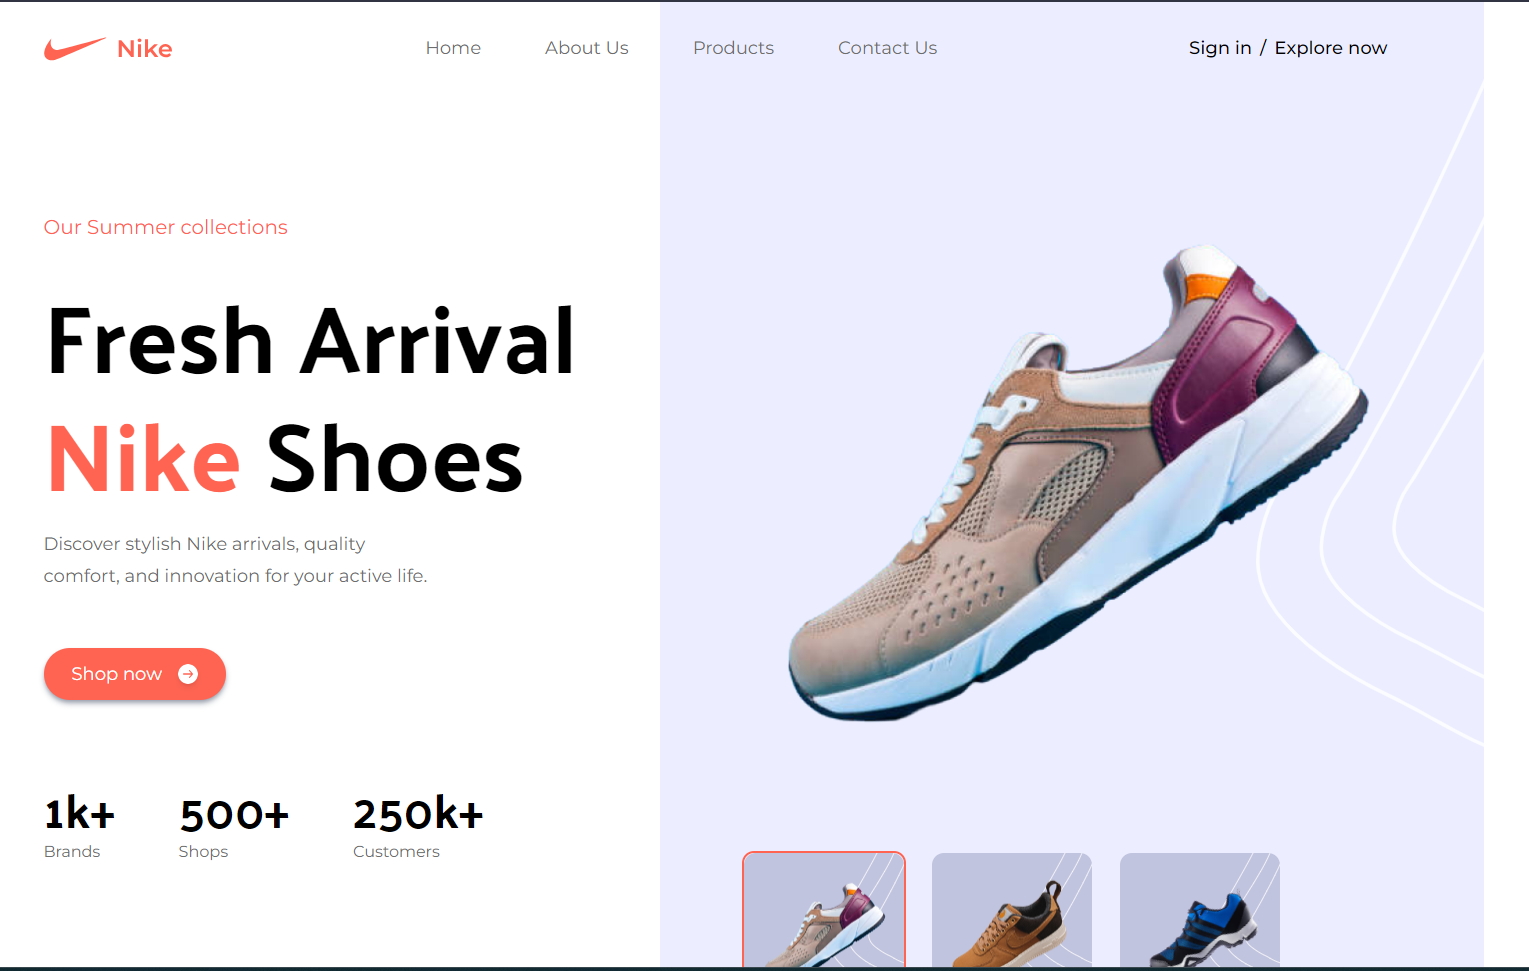 Nike
Home
About Us
Products
Contact Us
Sign in / Explore now
Our Summer collections
Fresh Arrival
Nike Shoes
Discover stylish Nike arrivals, quality
comfort, and innovation for your active life.
Shop now
1k+
Brands
500+
Shops
250k+
Customers